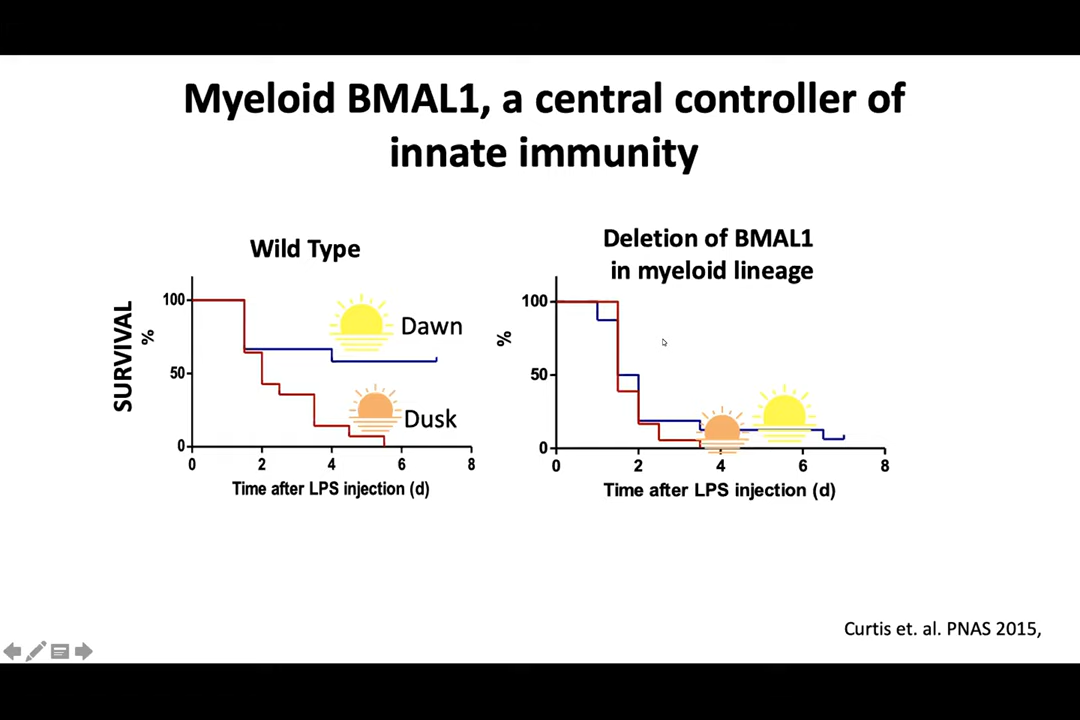 Myeloid BMAL1, a central controller of
innate immunity
Wild Type
SURVIVAL
%
100
50
0
0 2 4 6 8
Dawn
Dusk
Time after LPS injection (d)
Deletion of BMAL1
in myeloid lineage
%
100
50
0
0 2 4 6 8
Time after LPS injection (d)
Curtis et. al. PNAS 2015,